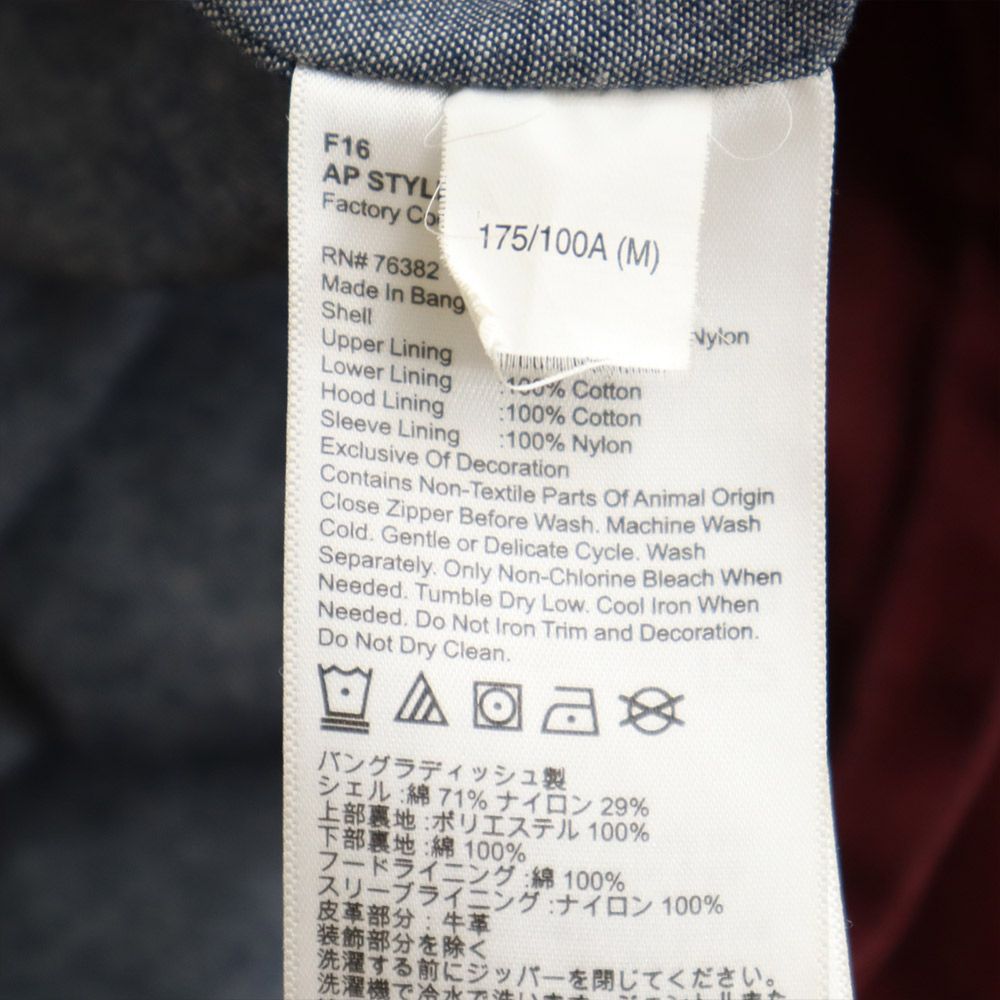 F16
AP STYL
Factory Co
175/100A (M)
RN# 76382
Made In Bang
Shell Nylon
Upper Lining
Lower Lining :100% Cotton
Hood Lining :100% Cotton
Sleeve Lining :100% Nylon
Exclusive Of Decoration
Contains Non-Textile Parts Of Animal Origin
Close Zipper Before Wash. Machine Wash
Cold. Gentle or Delicate Cycle. Wash
Separately. Only Non-Chlorine Bleach When
Needed. Tumble Dry Low. Cool Iron When
Needed. Do Not Iron Trim and Decoration.
Do Not Dry Clean.
バングラディッシュ製
シェル :綿 71% ナイロン 29%
上部裏地 :ポリエステル 100%
下部裏地 :綿 100%
フードライニング :綿 100%
スリーブライニング :ナイロン 100%
皮革部分 : 牛革
装飾部分を除く
洗濯する前にジッパーを閉じてください。